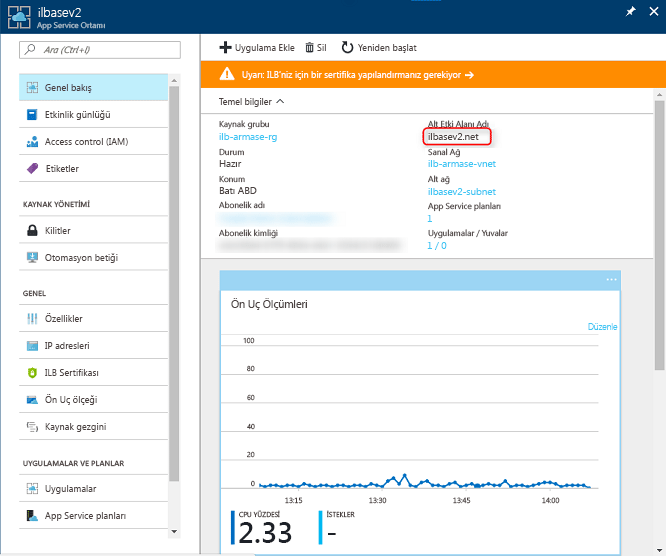 ilbasev2
App Service Ortamı
Ara (Ctrl+I)
Genel bakış
Etkinlik günlüğü
Access control (IAM)
Etiketler
KAYNAK YÖNETİMİ
Kilitler
Otomasyon betiği
GENEL
Özellikler
IP adresleri
ILB Sertifikası
Ön Uç ölçeği
Kaynak gezgini
UYGULAMALAR VE PLANLAR
Uygulamalar
App Service planları
Uygulama Ekle Sil Yeniden başlat
Uyarı: ILB'niz için bir sertifika yapılandırmanız gerekiyor →
Temel bilgiler
Kaynak grubu
ilb-armase-rg
Durum
Hazır
Konum
Batı ABD
Abonelik adı
Abonelik kimliği
Alt Etki Alanı Adı
ilbasev2.net
Sanal Ağ
ilb-armase-vnet
Alt ağ
ilbasev2-subnet
App Service planları
1
Uygulamalar / Yuvalar
1 / 0
Ön Uç Ölçümleri
Düzenle
100
80
60
40
20
0
13:15 13:30 13:45 14:00
CPU YÜZDESİ
2.33
İSTEKLER
-